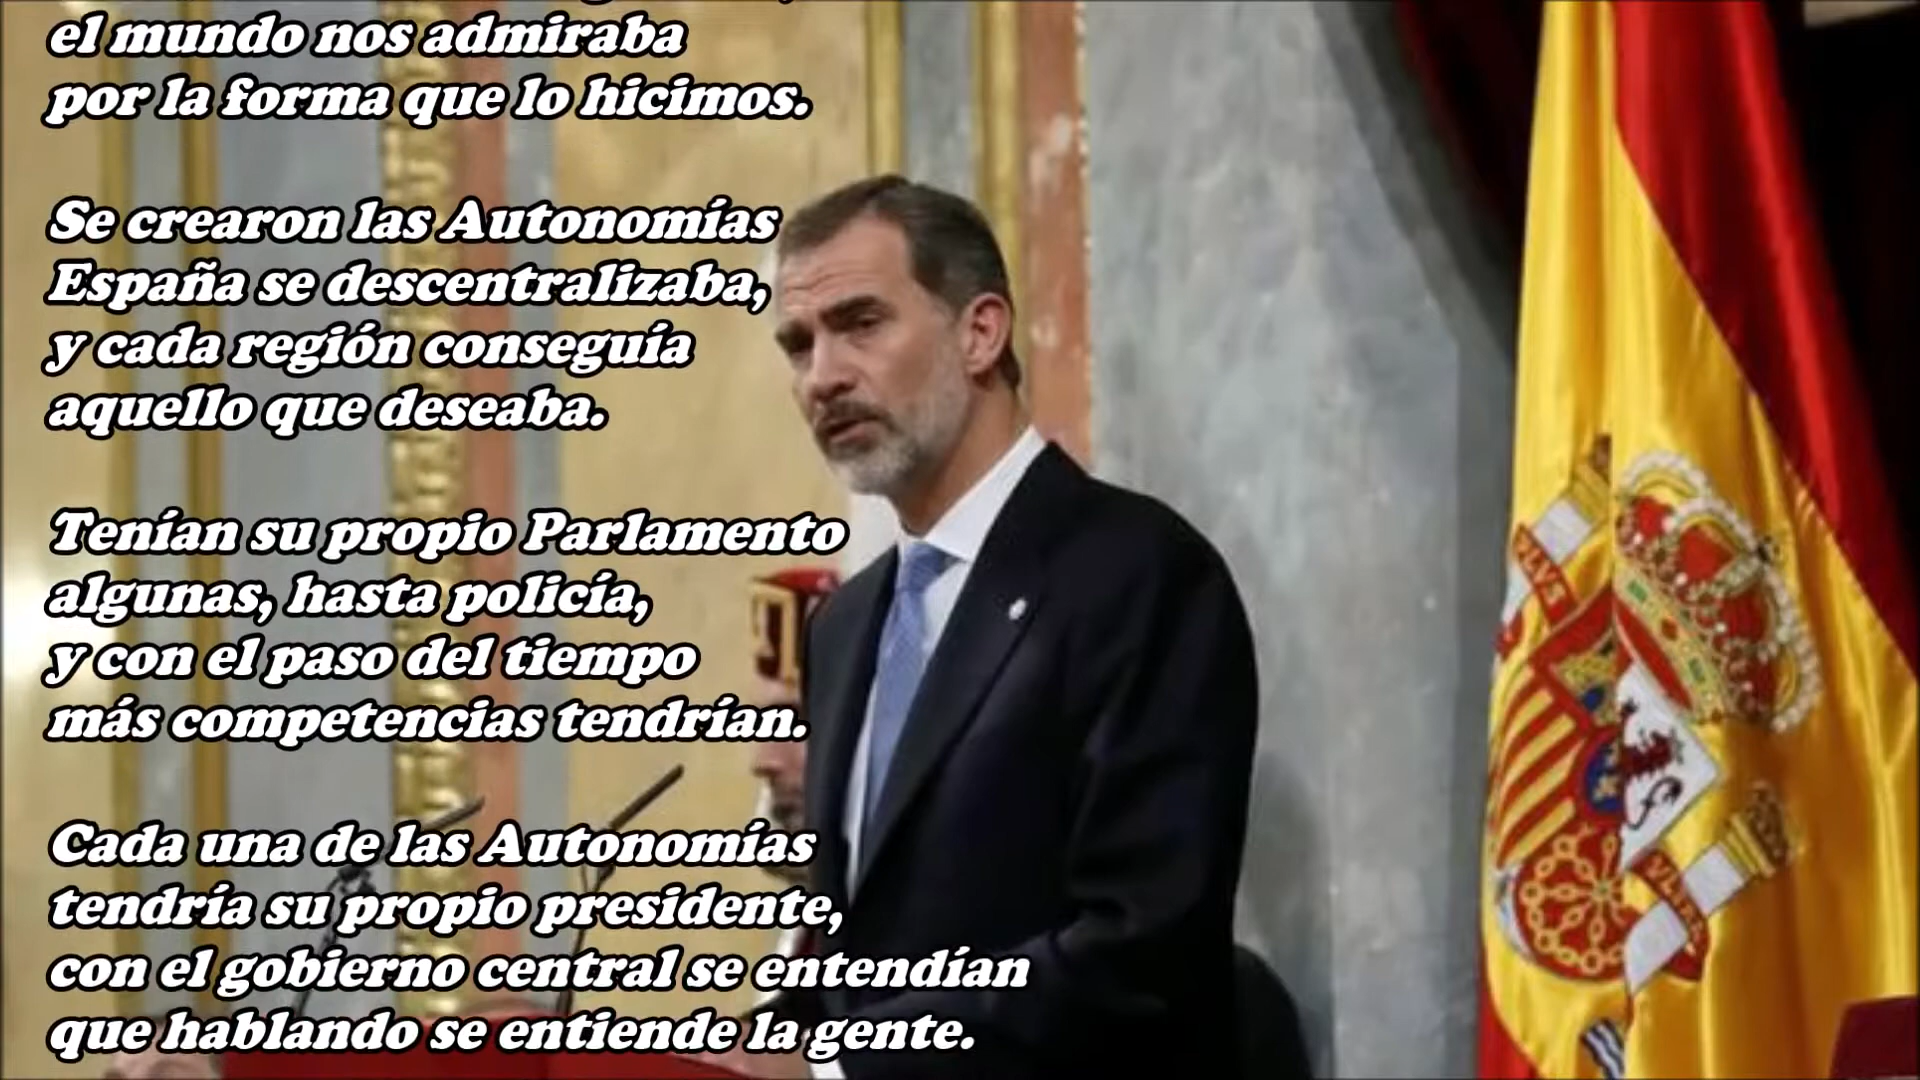 el mundo nos admiraba
por la forma que lo hicimos.
Se crearon las Autonomías
España se descentralizaba,
y cada región conseguía
aquello que deseaba.
Tenían su propio Parlamento
algunas, hasta policía,
y con el paso del tiempo
más competencias tendrían.
Cada una de las Autonomías
tendría su propio presidente,
con el gobierno central se entendían
que hablando se entiende la gente.